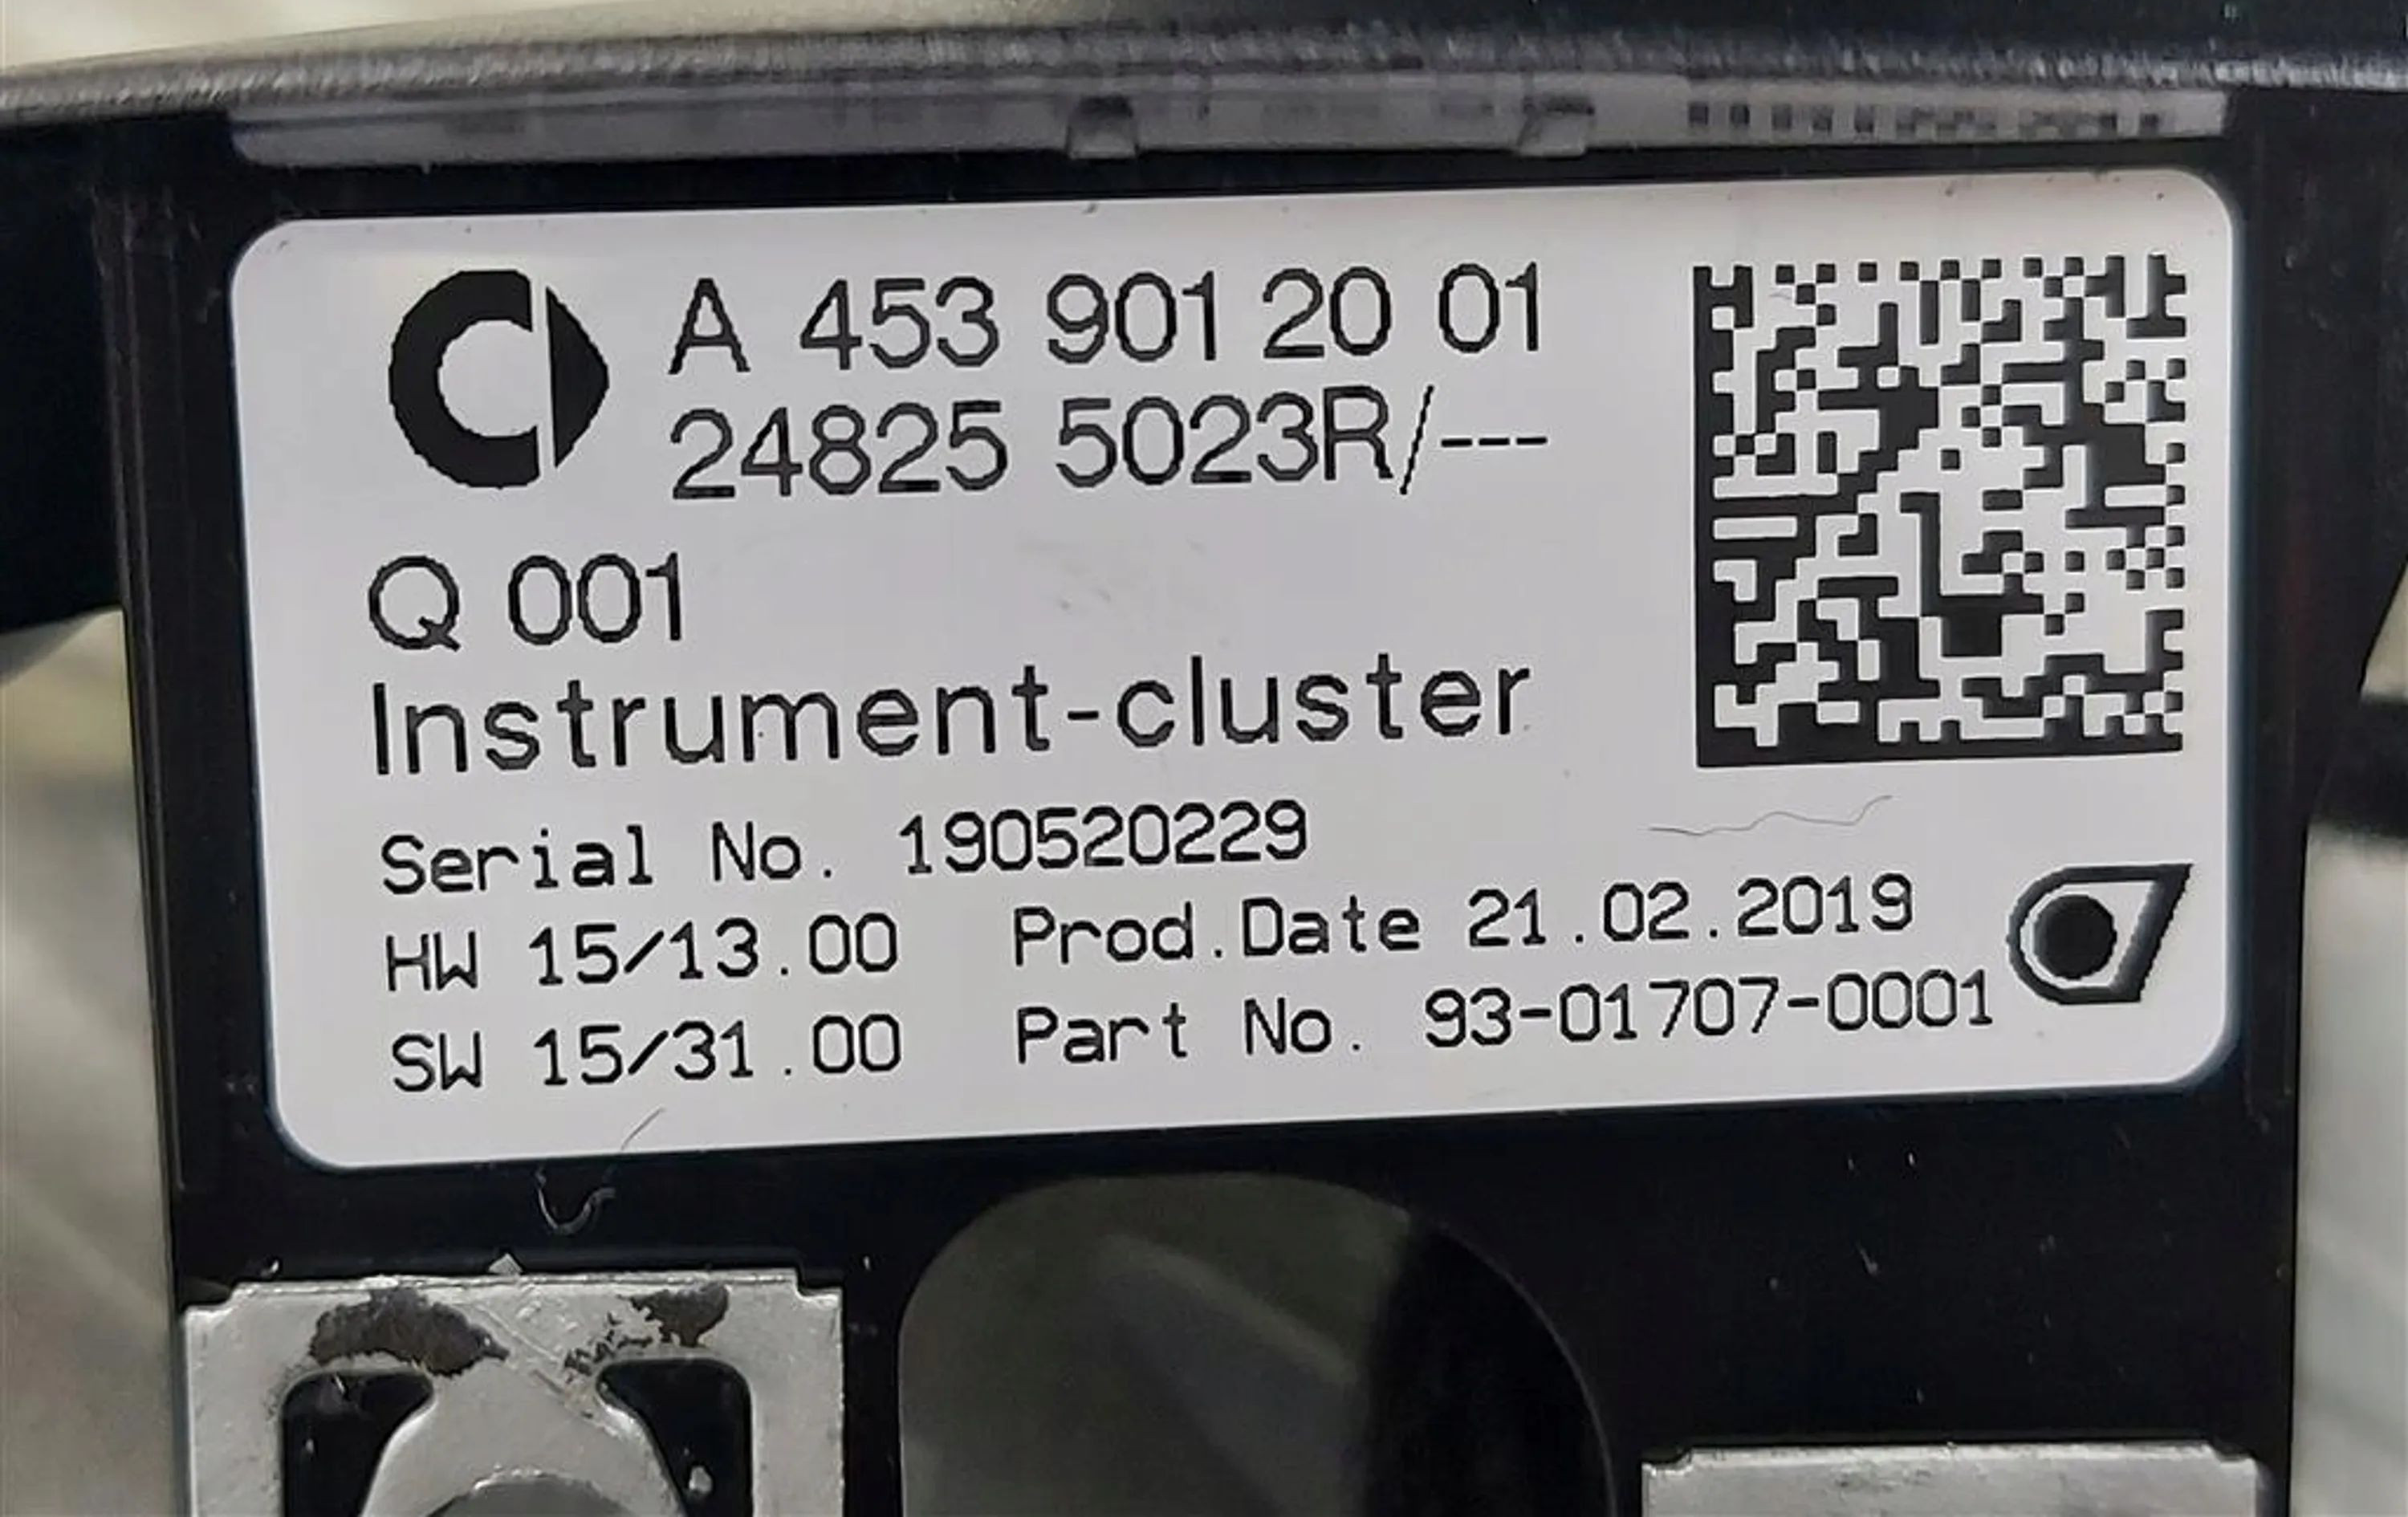 A 453 901 20 01
24825 5023R/---
Q 001
Instrument-cluster
Serial No. 190520229
HW 15/13.00 Prod.Date 21.02.2019
SW 15/31.00 Part No. 93-01707-0001